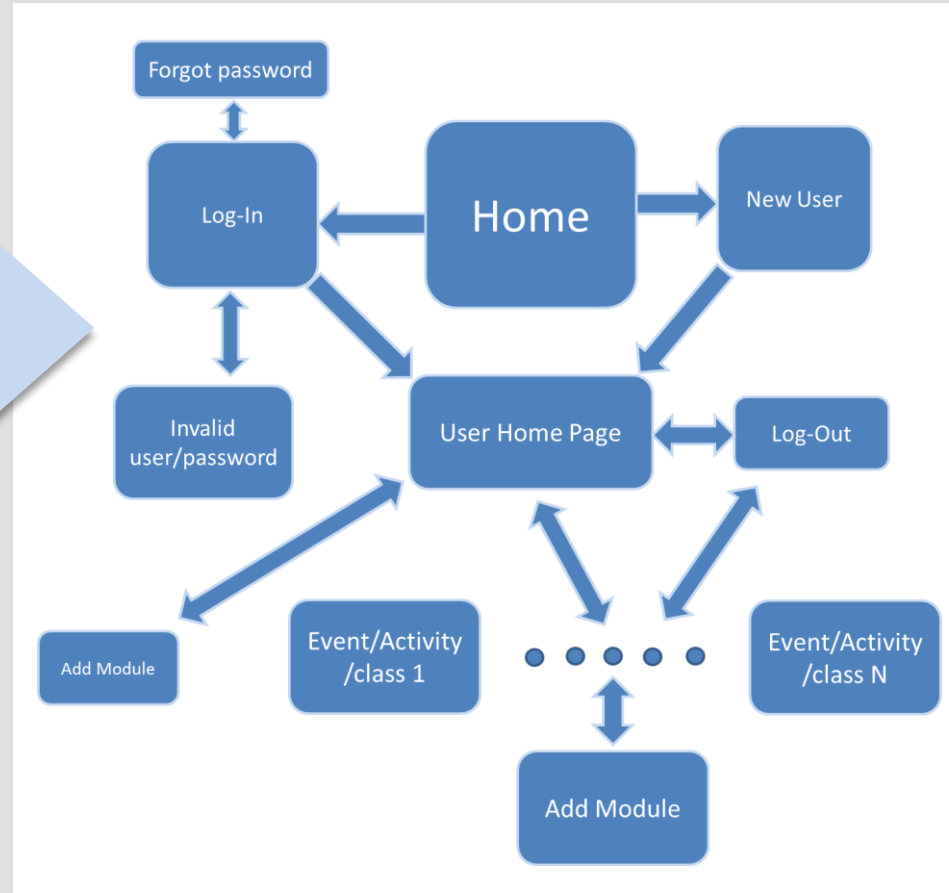 Forgot password
Log-In
Home
New User
Invalid
user/password
User Home Page
Log-Out
Add Module
Event/Activity
/class 1
Event/Activity
/class N
Add Module